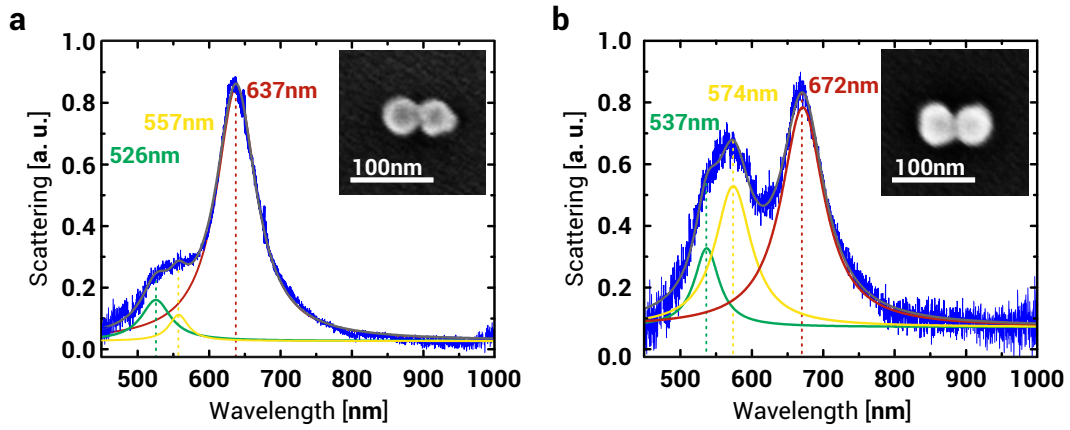 a
1.0
0.8
0.6
0.4
0.2
0.0
Scattering [a. u.]
526nm
557nm
637nm
100nm
500 600 700 800 900 1000
Wavelength [nm]
b
1.0
0.8
0.6
0.4
0.2
0.0
Scattering [a. u.]
537nm
574nm
672nm
100nm
500 600 700 800 900 1000
Wavelength [nm]